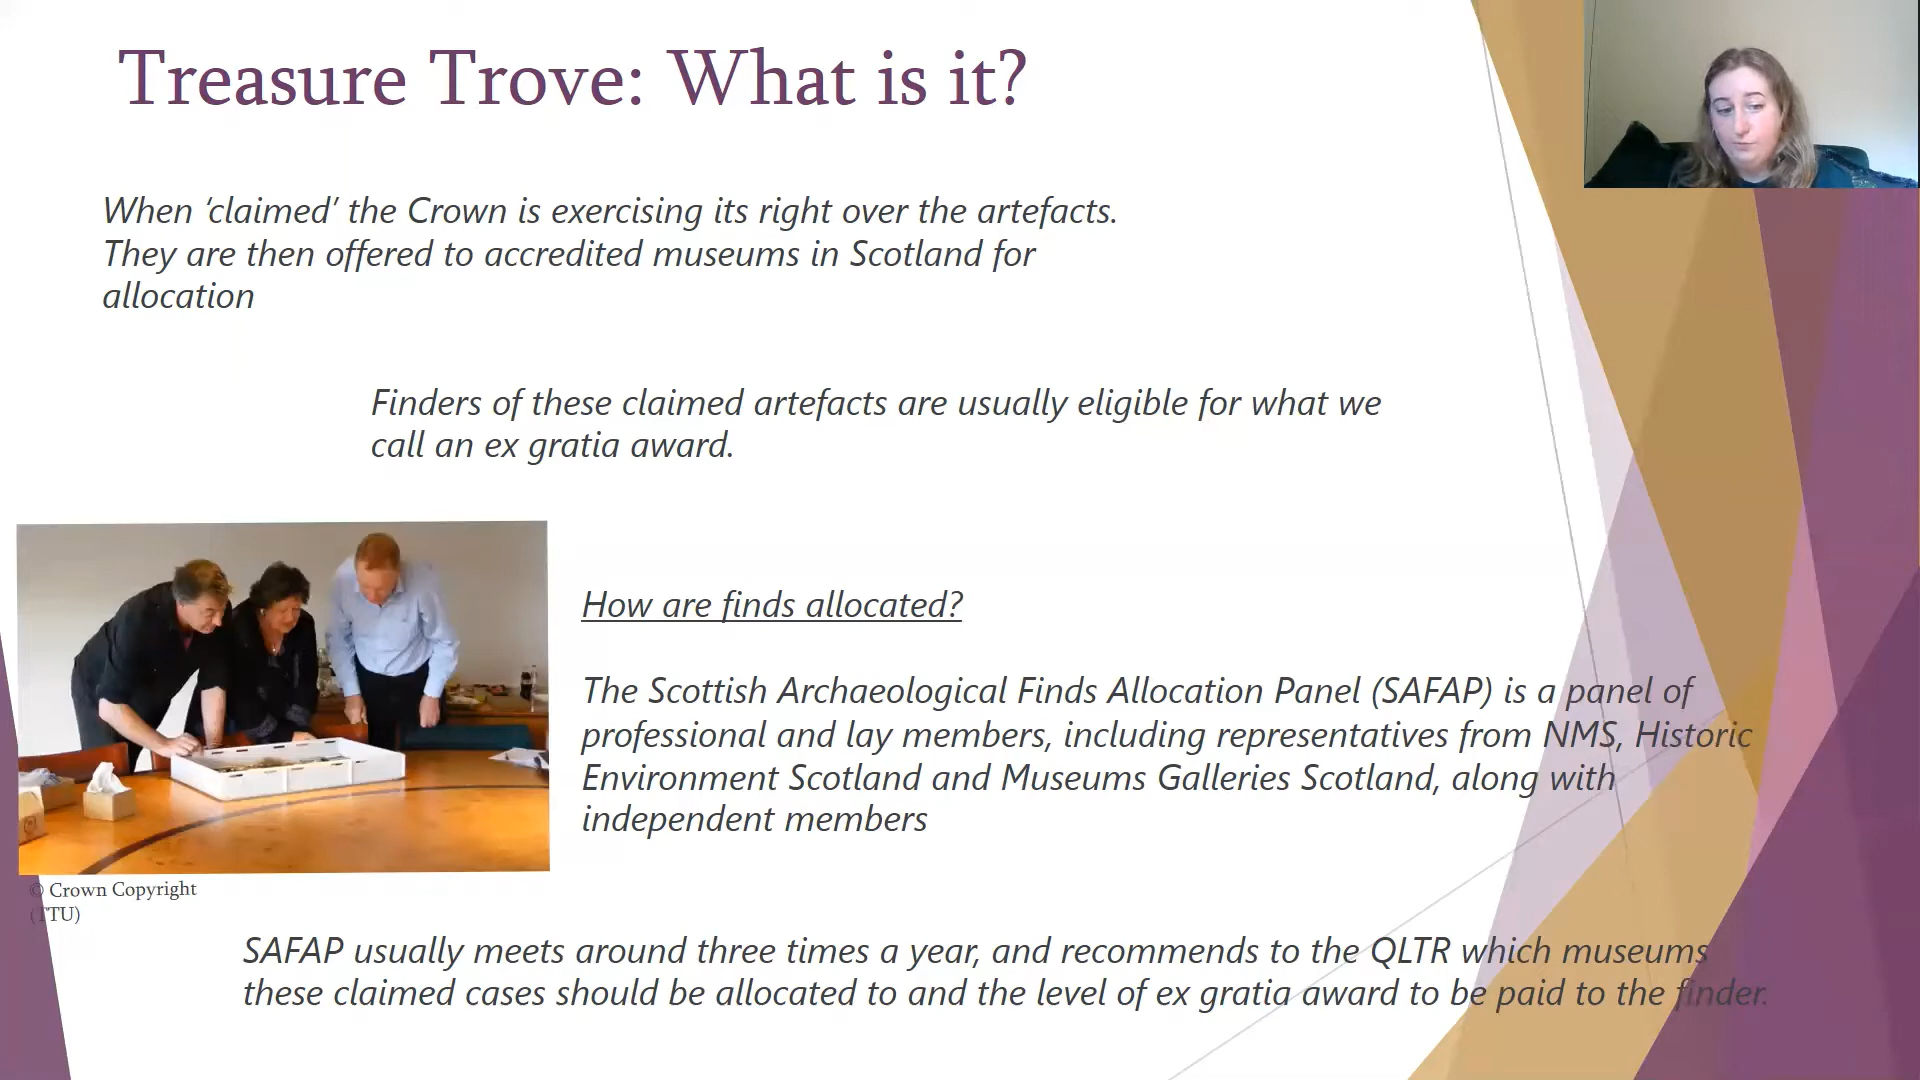 Treasure Trove: What is it?
When ‘claimed’ the Crown is exercising its right over the artefacts.
They are then offered to accredited museums in Scotland for
allocation
Finders of these claimed artefacts are usually eligible for what we
call an ex gratia award.
How are finds allocated?
The Scottish Archaeological Finds Allocation Panel (SAFAP) is a panel of
professional and lay members, including representatives from NMS, Historic
Environment Scotland and Museums Galleries Scotland, along with
independent members
© Crown Copyright
(TTU)
SAFAP usually meets around three times a year, and recommends to the QLTR which museums
these claimed cases should be allocated to and the level of ex gratia award to be paid to the finder.